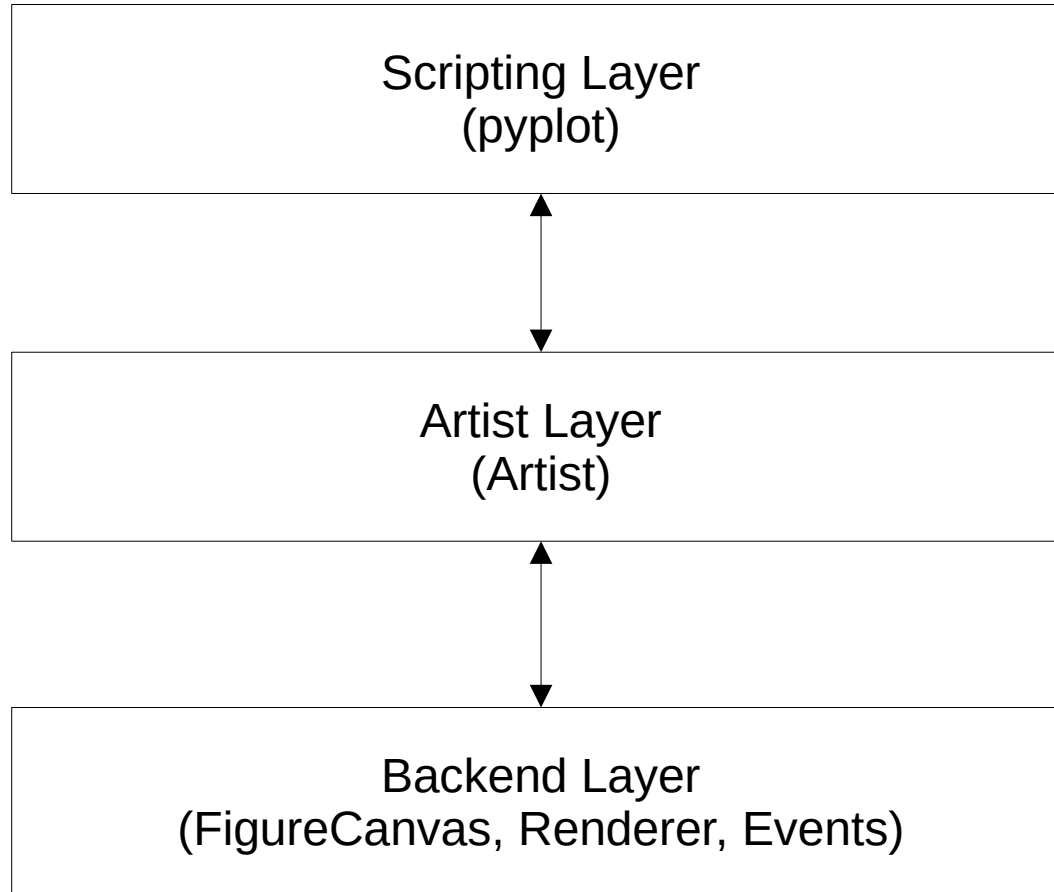 Scripting Layer
(pyplot)
Artist Layer
(Artist)
Backend Layer
(FigureCanvas, Renderer, Events)